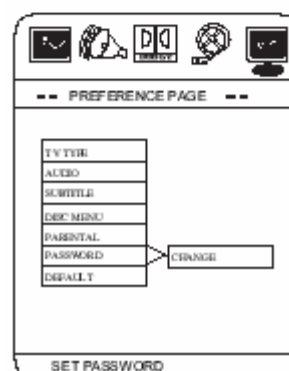 -- PREFERENCE PAGE --
TV TYPE
AUDIO
SUBTITLE
DISC MENU
PARENTAL
PASSWORD
CHANGE
DEFAULT
SET PASSWORD